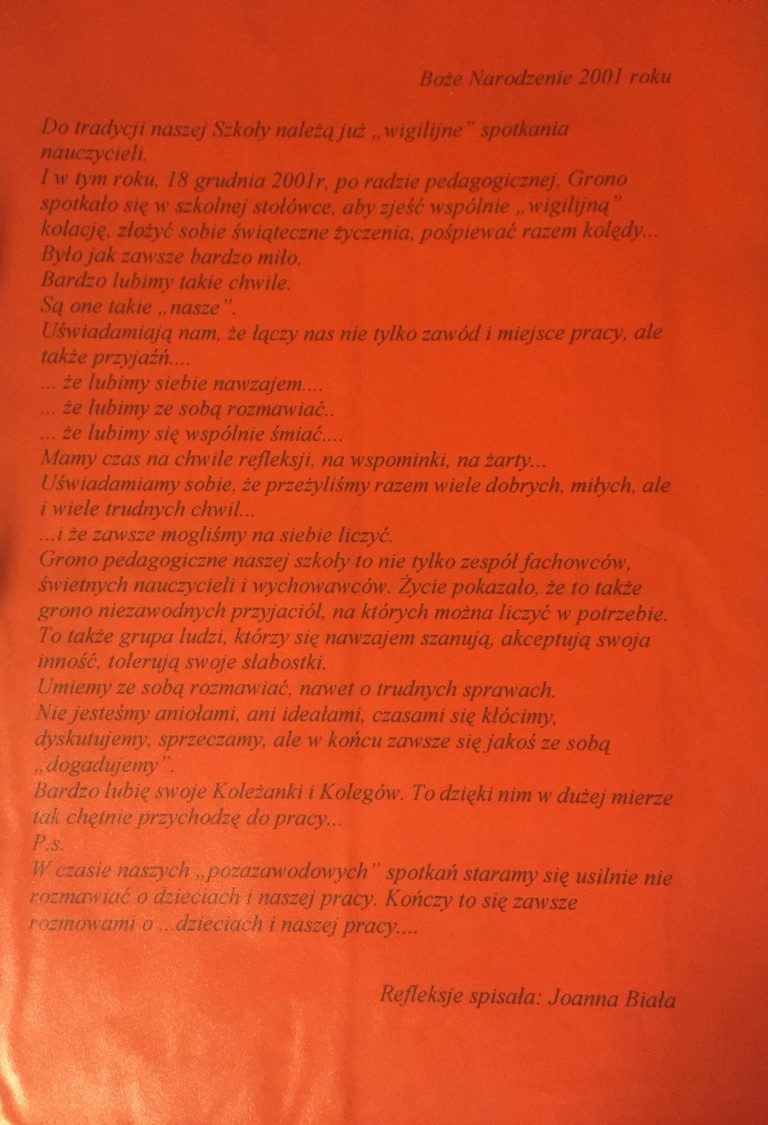 Boże Narodzenie 2001 roku
Do tradycji naszej Szkoły należą już „wigilijne” spotkania
nauczycieli.
I w tym roku, 18 grudnia 2001r, po radzie pedagogicznej, Grono
spotkało się w szkolnej stołówce, aby zjeść wspólnie „wigilijną”
kolację, złożyć sobie świąteczne życzenia, pośpiewać razem kolędy...
Było jak zawsze bardzo miło.
Bardzo lubimy takie chwile.
Są one takie „nasze”.
Uświadamiają nam, że łączy nas nie tylko zawód i miejsce pracy, ale
także przyjaźń....
... że lubimy siebie nawzajem....
... że lubimy ze sobą rozmawiać..
... że lubimy się wspólnie śmiać....
Mamy czas na chwile refleksji, na wspominki, na żarty...
Uświadamiamy sobie, że przeżyliśmy razem wiele dobrych, miłych, ale
i wiele trudnych chwil...
...i że zawsze mogliśmy na siebie liczyć.
Grono pedagogiczne naszej szkoły to nie tylko zespół fachowców,
świetnych nauczycieli i wychowawców. Życie pokazało, że to także
grono niezawodnych przyjaciół, na których można liczyć w potrzebie.
To także grupa ludzi, którzy się nawzajem szanują, akceptują swoja
inność, tolerują swoje słabostki.
Umiemy ze sobą rozmawiać, nawet o trudnych sprawach.
Nie jesteśmy aniołami, ani ideałami, czasami się kłócimy,
dyskutujemy, sprzeczamy, ale w końcu zawsze się jakoś ze sobą
„dogadujemy”.
Bardzo lubię swoje Koleżanki i Kolegów. To dzięki nim w dużej mierze
tak chętnie przychodzę do pracy...
P.s.
W czasie naszych „pozazawodowych” spotkań staramy się usilnie nie
rozmawiać o dzieciach i naszej pracy. Kończy to się zawsze
rozmowami o ...dzieciach i naszej pracy....
Refleksje spisała: Joanna Biała